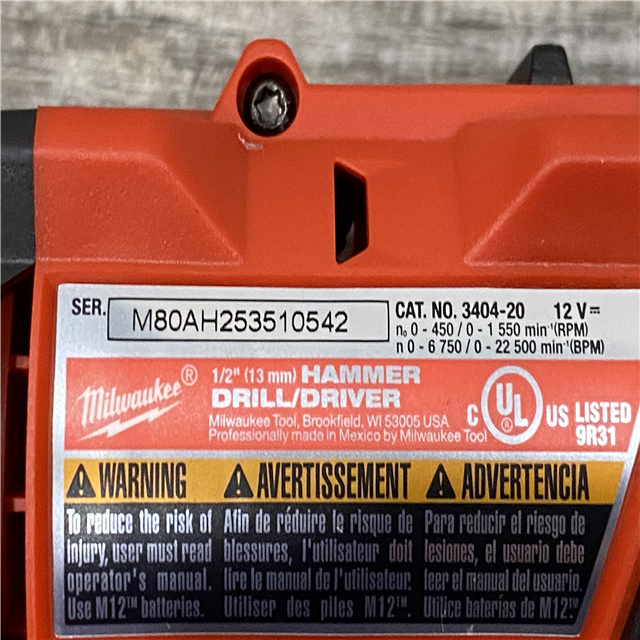 SER. M80AH253510542
CAT. NO. 3404-20 12 V⎓
n₀ 0 - 450 / 0 - 1 550 min⁻¹(RPM)
n 0 - 6 750 / 0 - 22 500 min⁻¹(BPM)
Milwaukee®
1/2" (13 mm) HAMMER
DRILL/DRIVER
Milwaukee Tool, Brookfield, WI 53005 USA
Professionally made in Mexico by Milwaukee Tool
C UL® US LISTED
9R31
WARNING
To reduce the risk of
injury, user must read
operator's manual.
Use M12™ batteries.
AVERTISSEMENT
Afin de réduire le risque de
blessures, l'utilisateur doit
lire le manuel de l'utilisateur
Utiliser des piles M12™.
ADVERTENCIA
Para reducir el riesgo de
lesiones, el usuario debe
leer el manual del usuario.
Utilice baterías de M12™.